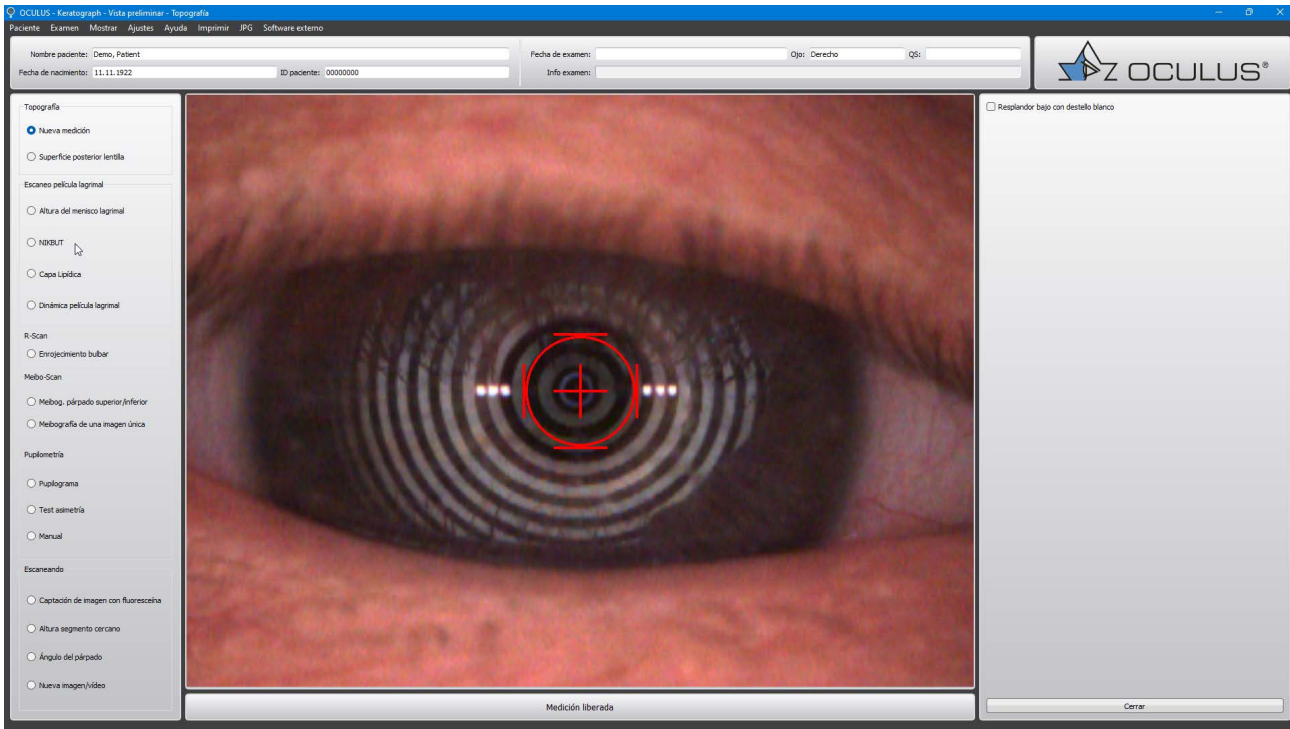 OCULUS - Keratograph - Vista preliminar - Topografía
Paciente Examen Mostrar Ajustes Ayuda Imprimir JPG Software externo
Nombre paciente: Demo, Patient
Fecha de nacimiento: 11.11.1922 ID paciente: 00000000
Fecha de examen: Ojo: Derecho QS:
Info examen:
OCULUS®
Topografía
Nueva medición
Superficie posterior lentilla
Escaneo película lagrimal
Altura del menisco lagrimal
NIKBUT
Capa Lipídica
Dinámica película lagrimal
R-Scan
Enrojecimiento bulbar
Meibo-Scan
Meibog. párpado superior/inferior
Meibografía de una imagen única
Pupilometría
Pupilograma
Test asimetría
Manual
Escaneando
Captación de imagen con fluoresceína
Altura segmento cercano
Ángulo del párpado
Nueva imagen/vídeo
Medición liberada
Resplandor bajo con destello blanco
Cerrar